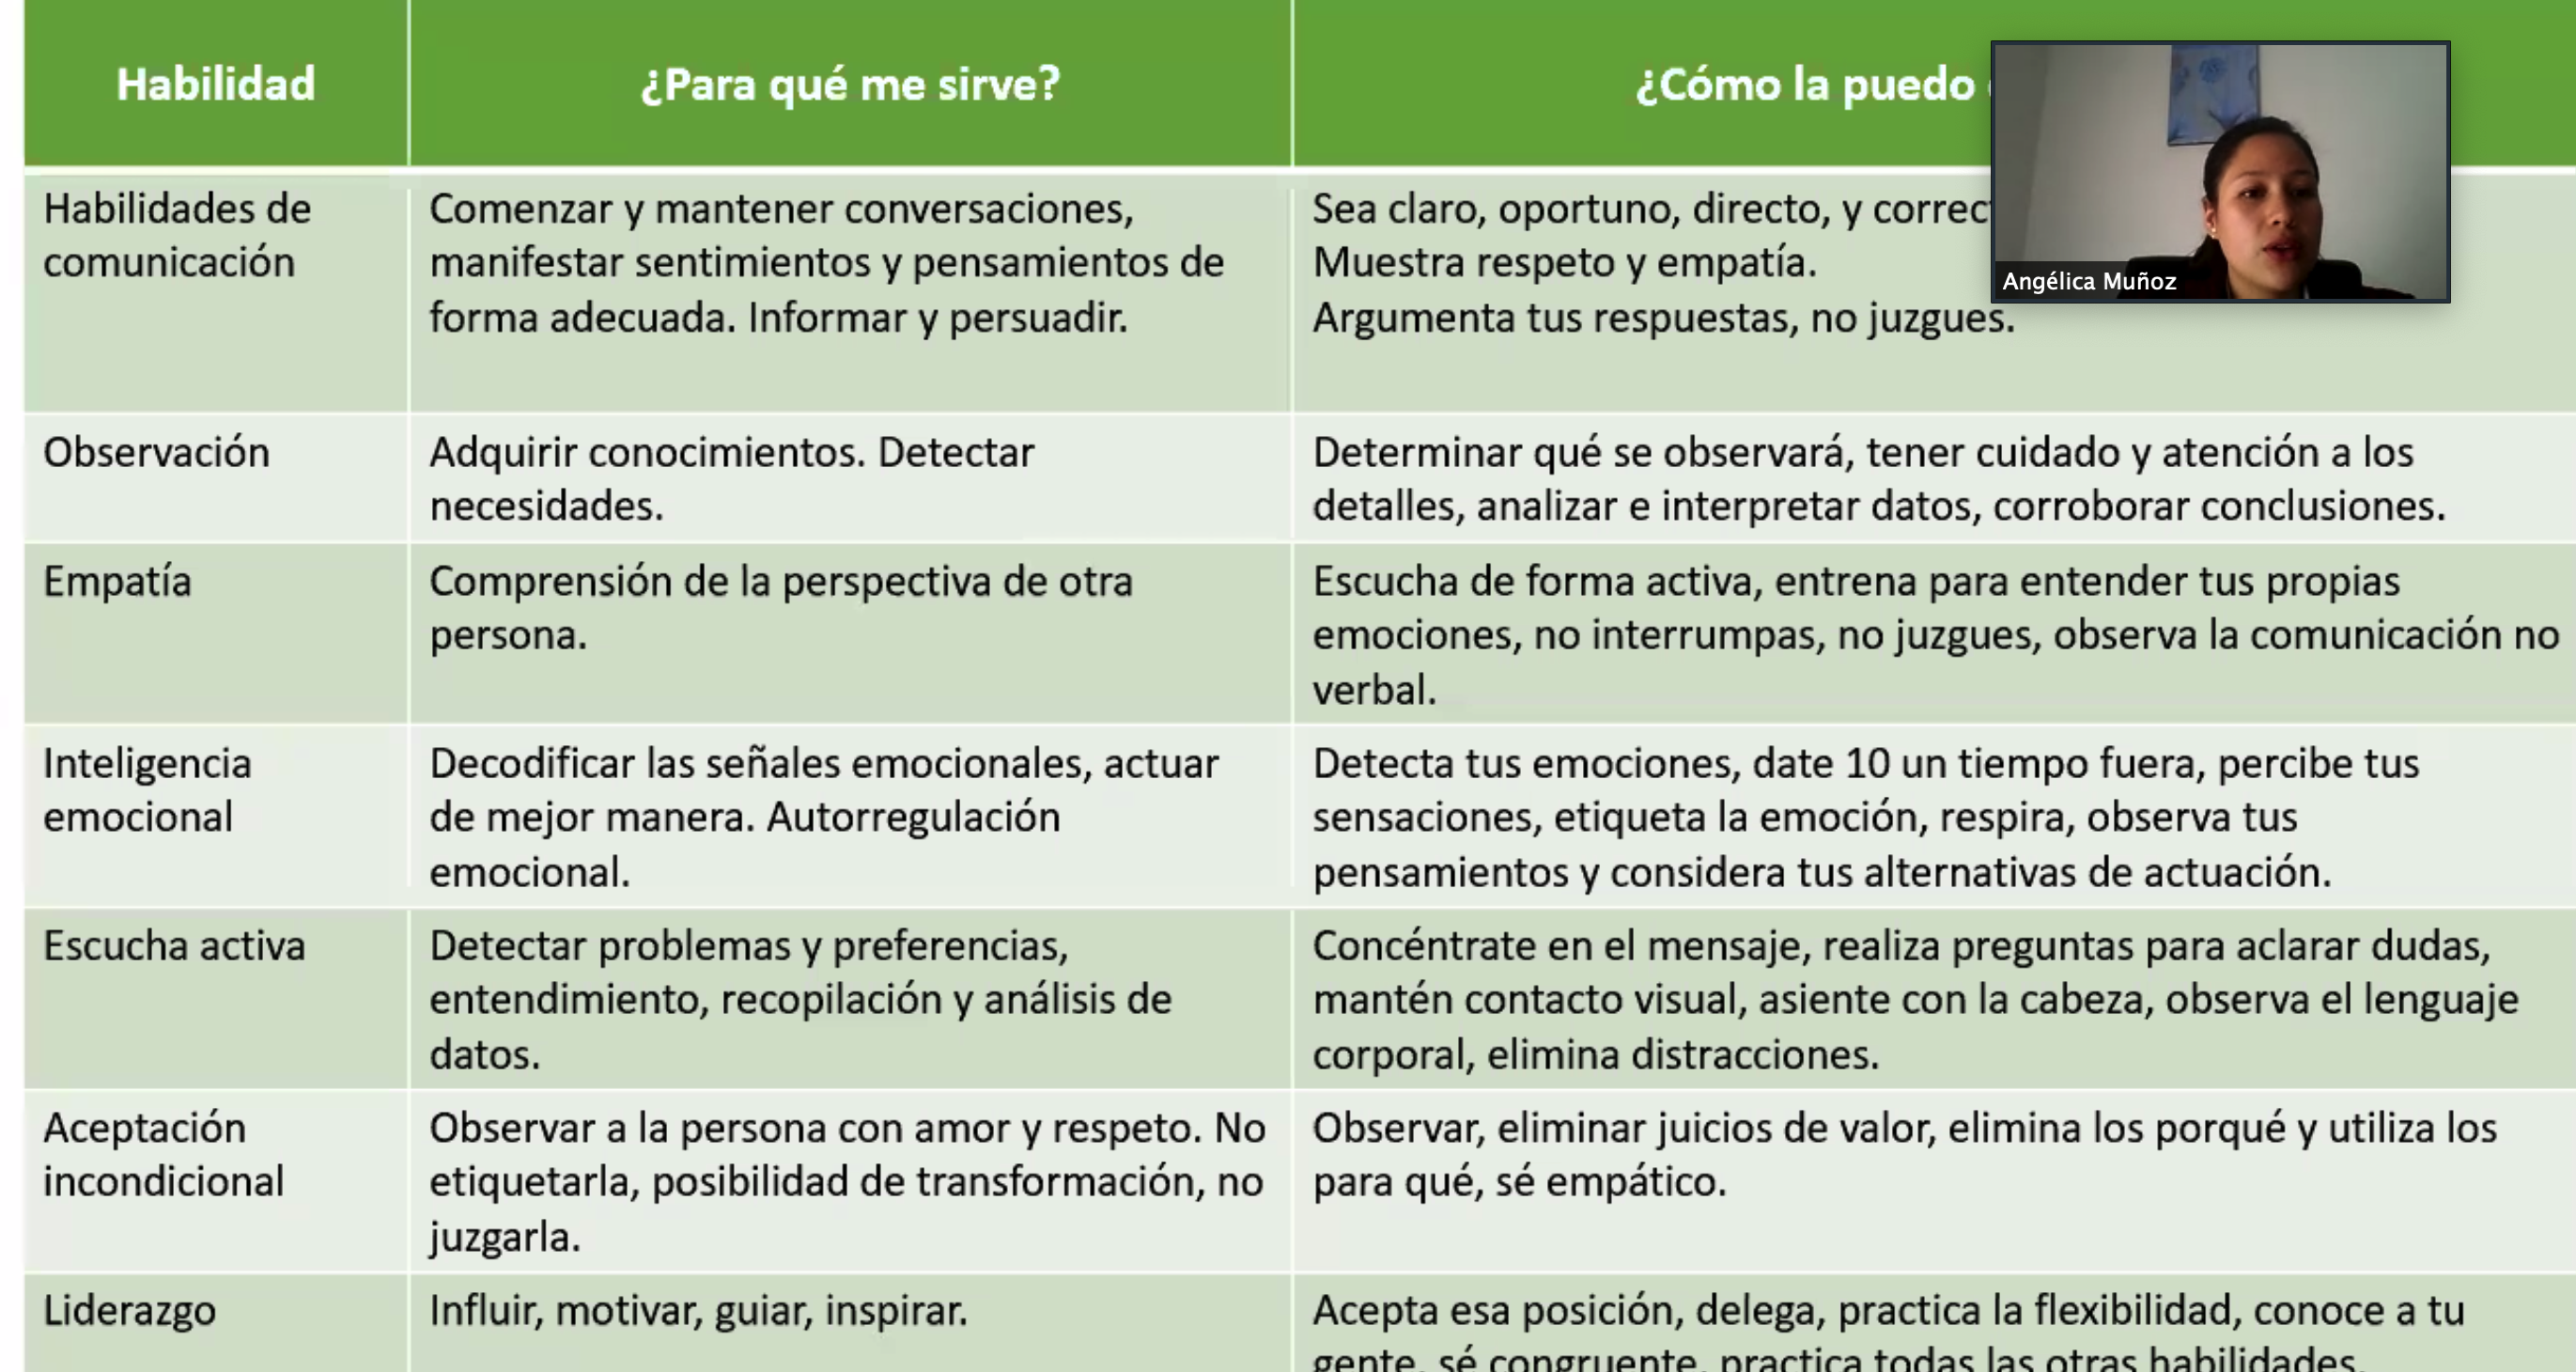 Habilidad
¿Para qué me sirve?
¿Cómo la puedo
Habilidades de
comunicación
Comenzar y mantener conversaciones,
manifestar sentimientos y pensamientos de
forma adecuada. Informar y persuadir.
Sea claro, oportuno, directo, y correc
Muestra respeto y empatía.
Argumenta tus respuestas, no juzgues.
Angélica Muñoz
Observación
Adquirir conocimientos. Detectar
necesidades.
Determinar qué se observará, tener cuidado y atención a los
detalles, analizar e interpretar datos, corroborar conclusiones.
Empatía
Comprensión de la perspectiva de otra
persona.
Escucha de forma activa, entrena para entender tus propias
emociones, no interrumpas, no juzgues, observa la comunicación no
verbal.
Inteligencia
emocional
Decodificar las señales emocionales, actuar
de mejor manera. Autorregulación
emocional.
Detecta tus emociones, date 10 un tiempo fuera, percibe tus
sensaciones, etiqueta la emoción, respira, observa tus
pensamientos y considera tus alternativas de actuación.
Escucha activa
Detectar problemas y preferencias,
entendimiento, recopilación y análisis de
datos.
Concéntrate en el mensaje, realiza preguntas para aclarar dudas,
mantén contacto visual, asiente con la cabeza, observa el lenguaje
corporal, elimina distracciones.
Aceptación
incondicional
Observar a la persona con amor y respeto. No
etiquetarla, posibilidad de transformación, no
juzgarla.
Observar, eliminar juicios de valor, elimina los porqué y utiliza los
para qué, sé empático.
Liderazgo
Influir, motivar, guiar, inspirar.
Acepta esa posición, delega, practica la flexibilidad, conoce a tu
gente, sé congruente, practica todas las otras habilidades.